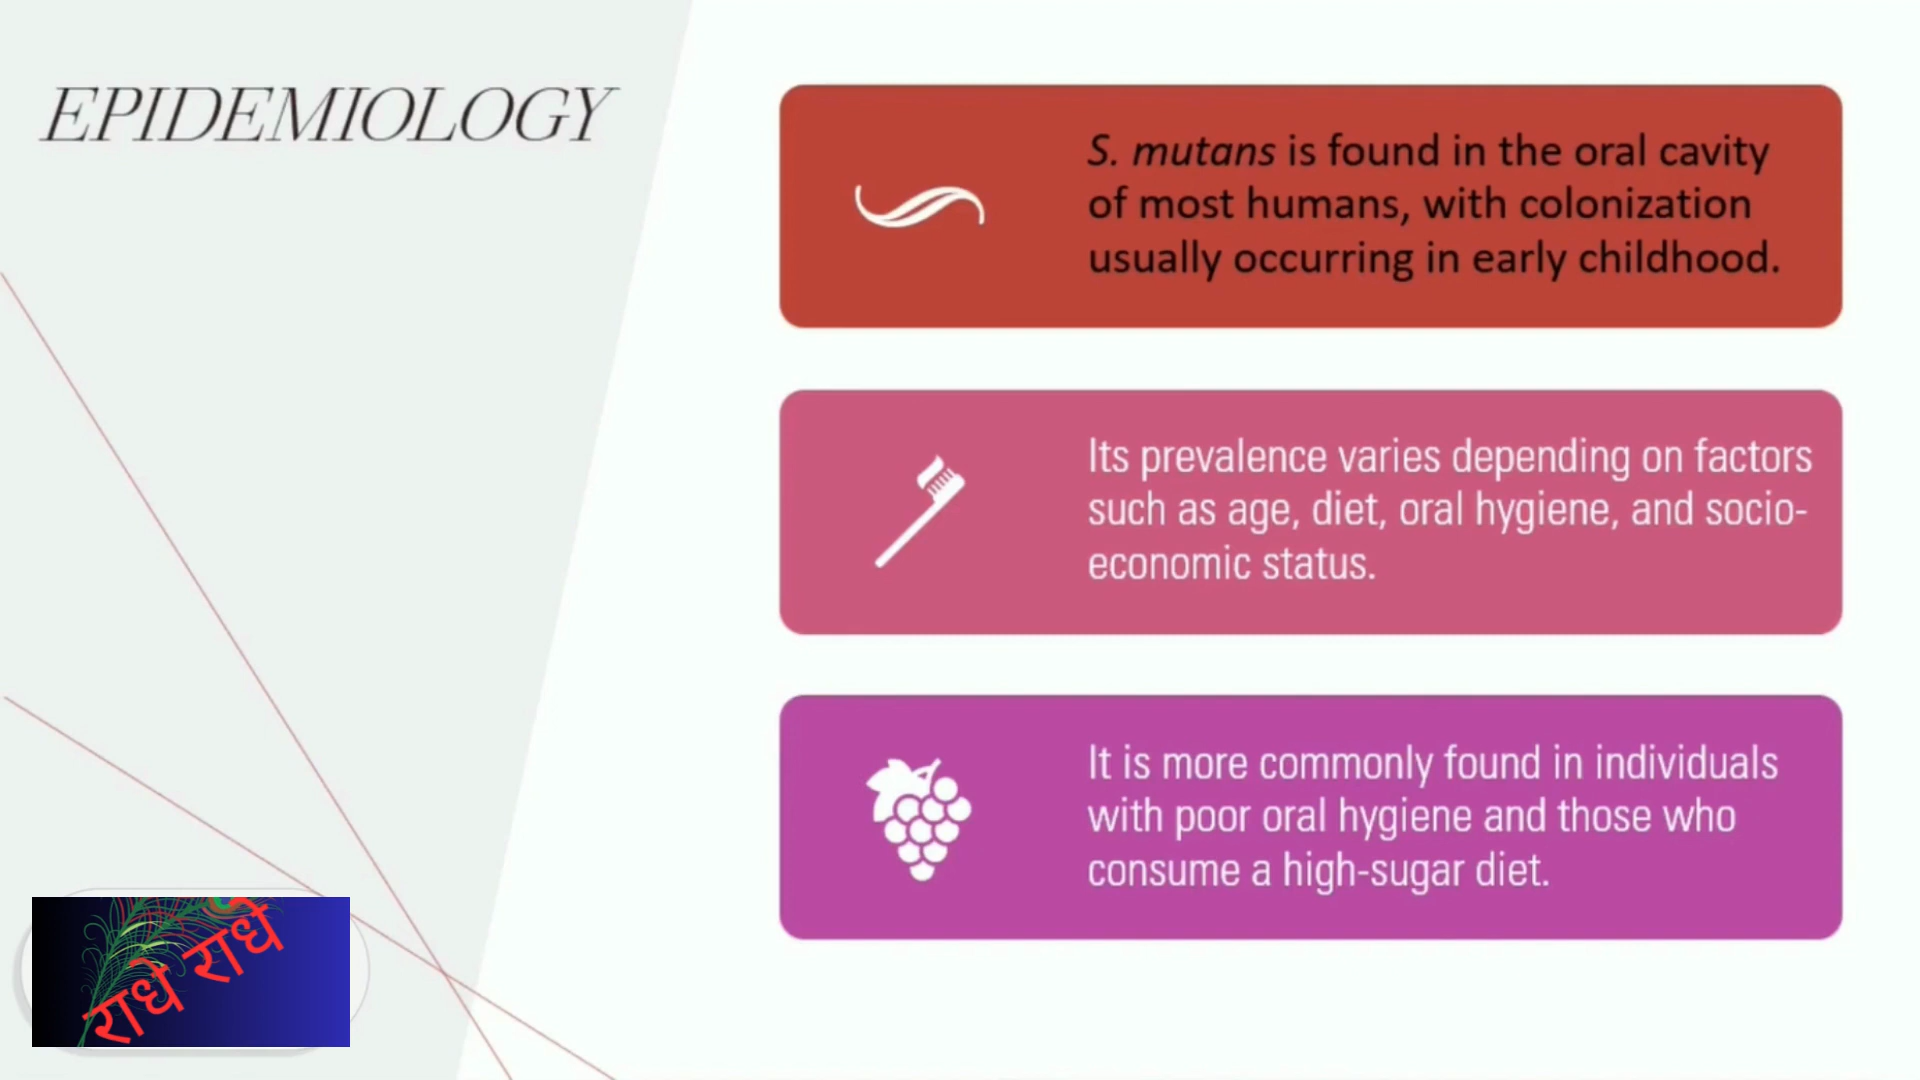 EPIDEMIOLOGY
S. mutans is found in the oral cavity
of most humans, with colonization
usually occurring in early childhood.
Its prevalence varies depending on factors
such as age, diet, oral hygiene, and socio-
economic status.
It is more commonly found in individuals
with poor oral hygiene and those who
consume a high-sugar diet.
राधे राधे